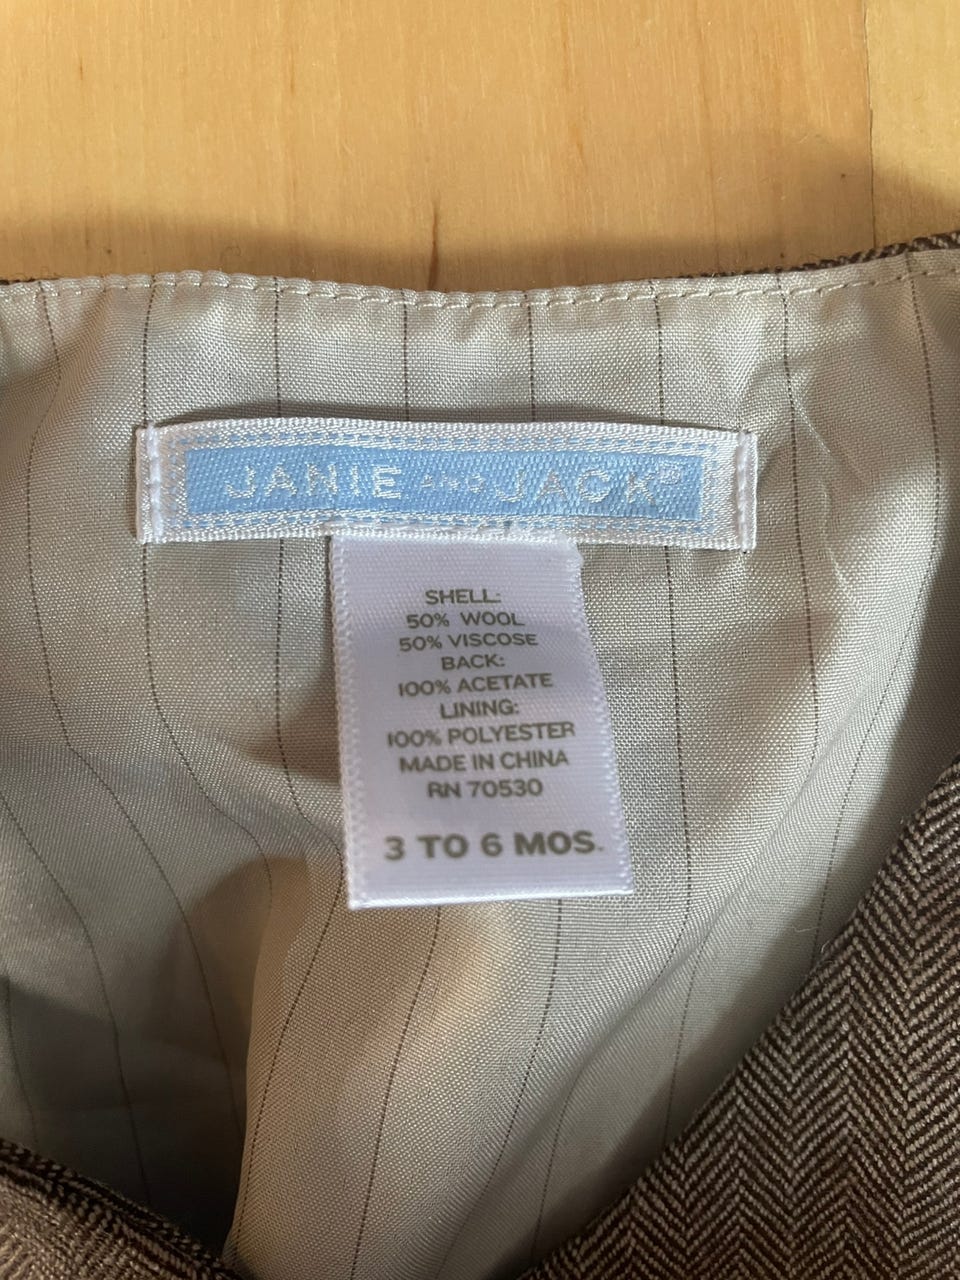 JANIE AND JACK®
SHELL:
50% WOOL
50% VISCOSE
BACK:
100% ACETATE
LINING:
100% POLYESTER
MADE IN CHINA
RN 70530
3 TO 6 MOS.